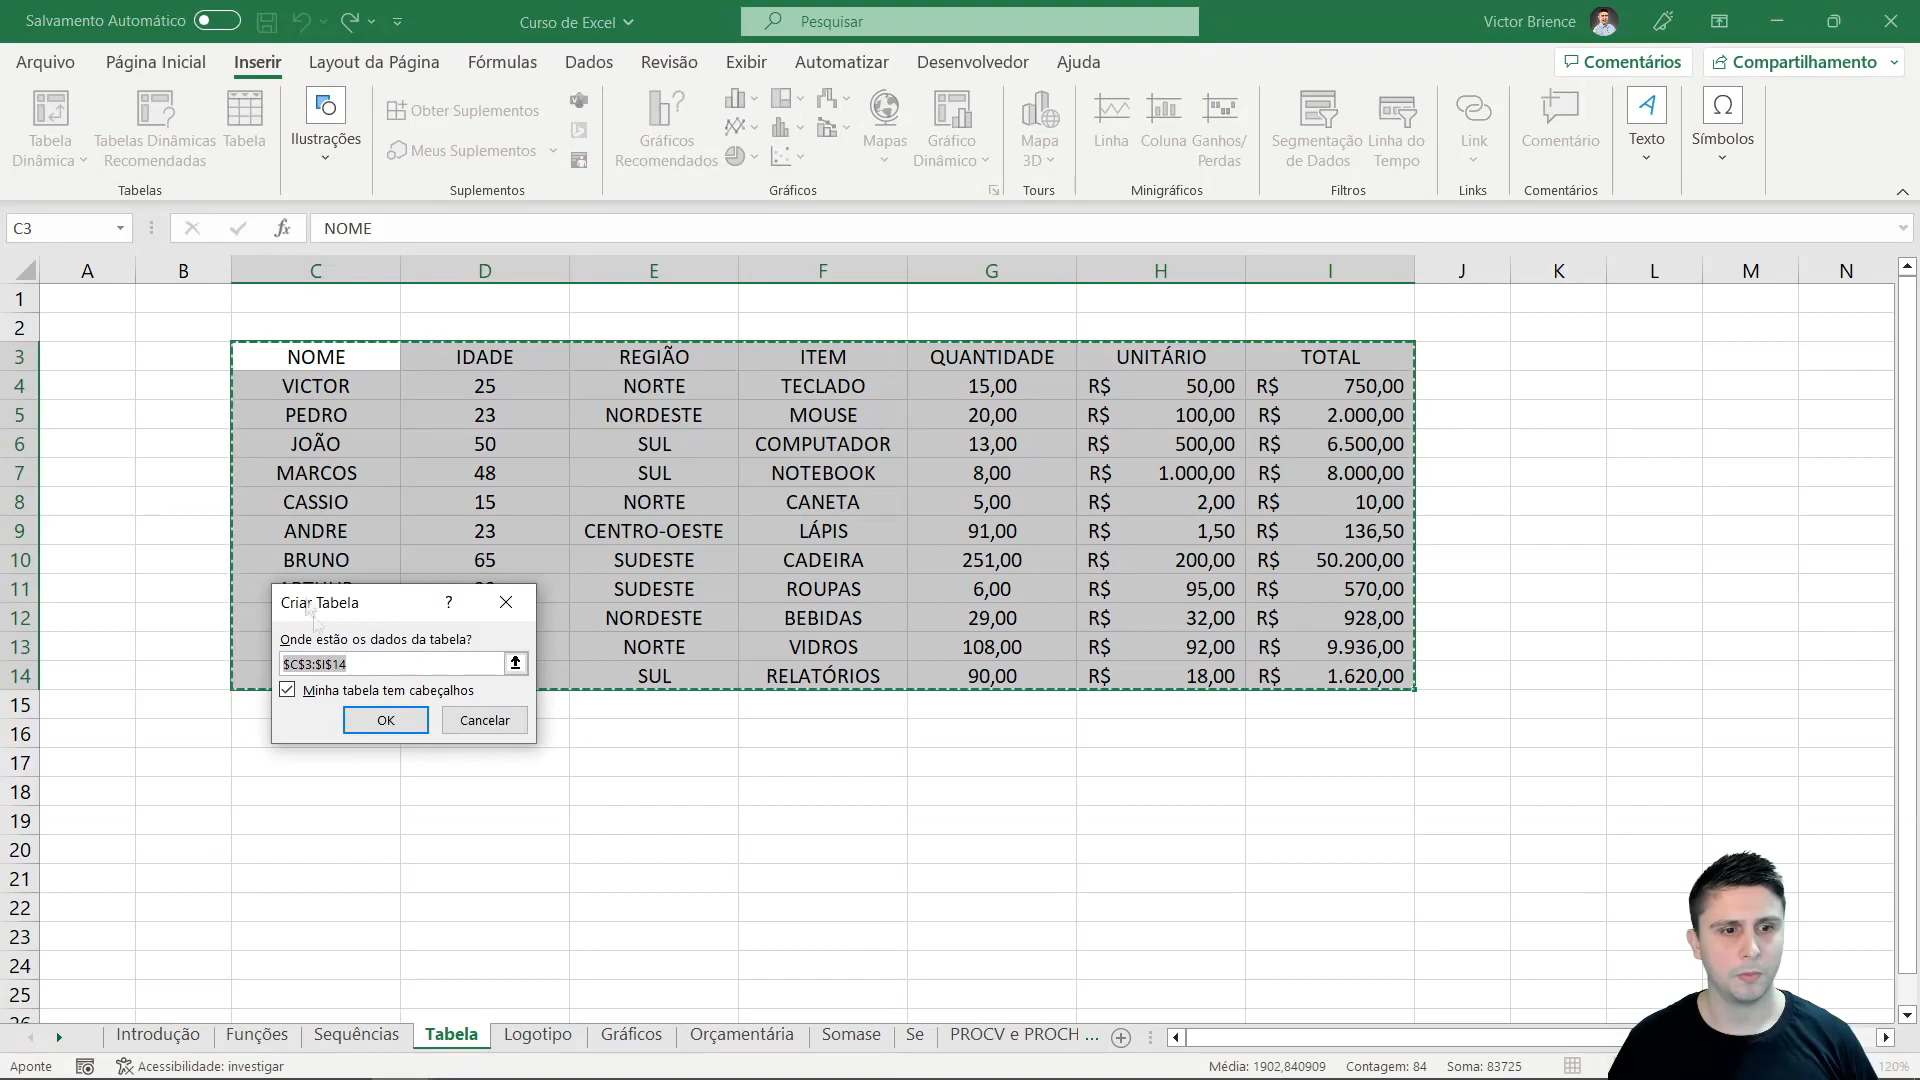 Salvamento Automático
Curso de Excel
Pesquisar
Victor Brience
Arquivo Página Inicial Inserir Layout da Página Fórmulas Dados Revisão Exibir Automatizar Desenvolvedor Ajuda
Comentários Compartilhamento
Tabela Dinâmica
Tabelas Dinâmicas Recomendadas
Tabela
Tabelas
Ilustrações
Obter Suplementos
Meus Suplementos
Suplementos
Gráficos Recomendados
Mapas
Gráfico Dinâmico
Gráficos
Mapa 3D
Tours
Linha
Coluna
Ganhos/ Perdas
Minigráficos
Segmentação de Dados
Linha do Tempo
Filtros
Link
Links
Comentário
Comentários
Texto
Símbolos
C3
fx
NOME
A B C D E F G H I J K L M N
1
2
3 NOME IDADE REGIÃO ITEM QUANTIDADE UNITÁRIO TOTAL
4 VICTOR 25 NORTE TECLADO 15,00 R$ 50,00 R$ 750,00
5 PEDRO 23 NORDESTE MOUSE 20,00 R$ 100,00 R$ 2.000,00
6 JOÃO 50 SUL COMPUTADOR 13,00 R$ 500,00 R$ 6.500,00
7 MARCOS 48 SUL NOTEBOOK 8,00 R$ 1.000,00 R$ 8.000,00
8 CASSIO 15 NORTE CANETA 5,00 R$ 2,00 R$ 10,00
9 ANDRE 23 CENTRO-OESTE LÁPIS 91,00 R$ 1,50 R$ 136,50
10 BRUNO 65 SUDESTE CADEIRA 251,00 R$ 200,00 R$ 50.200,00
11 SUDESTE ROUPAS 6,00 R$ 95,00 R$ 570,00
12 NORDESTE BEBIDAS 29,00 R$ 32,00 R$ 928,00
13 NORTE VIDROS 108,00 R$ 92,00 R$ 9.936,00
14 SUL RELATÓRIOS 90,00 R$ 18,00 R$ 1.620,00
Criar Tabela ?
Onde estão os dados da tabela?
$C$3:$I$14
Minha tabela tem cabeçalhos
OK Cancelar
15
16
17
18
19
20
21
22
23
24
25
Introdução Funções Sequências Tabela Logotipo Gráficos Orçamentária Somase Se PROCV e PROCH ...
Aponte
Acessibilidade: investigar
Média: 1902,840909 Contagem: 84 Soma: 83725
120%